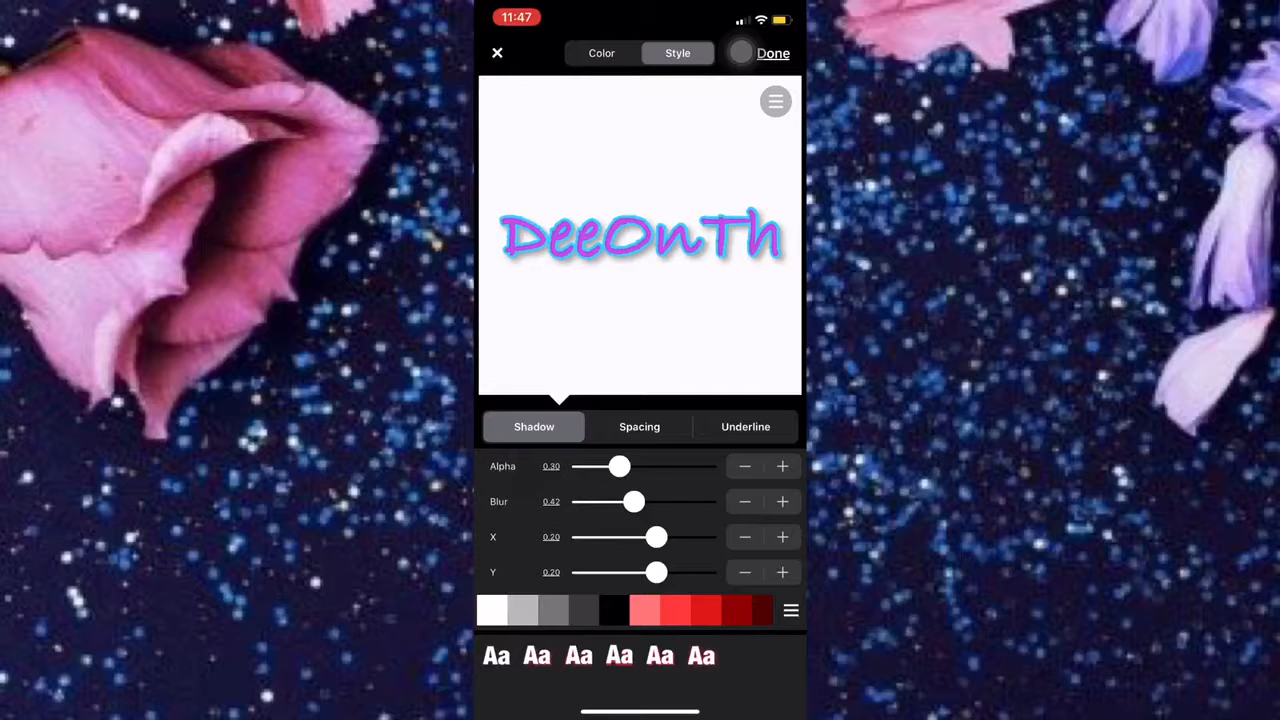 11:47
Color Style Done
DeeOnTh
Shadow Spacing Underline
Alpha 0.30
Blur 0.42
X 0.20
Y 0.20
Aa Aa Aa Aa Aa Aa